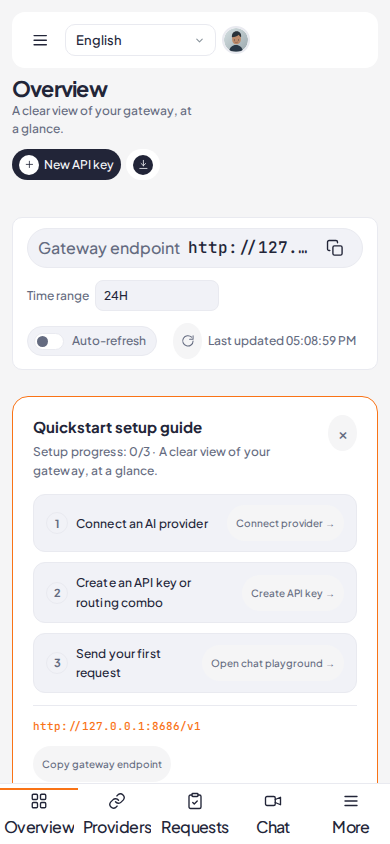 English
Overview
A clear view of your gateway, at
a glance.
New API key
Gateway endpoint http://127.…
Time range 24H
Auto-refresh Last updated 05:08:59 PM
Quickstart setup guide
Setup progress: 0/3 · A clear view of your
gateway, at a glance.
1 Connect an AI provider Connect provider →
2 Create an API key or
routing combo Create API key →
3 Send your first
request Open chat playground →
http://127.0.0.1:8686/v1
Copy gateway endpoint
Overview Providers Requests Chat More